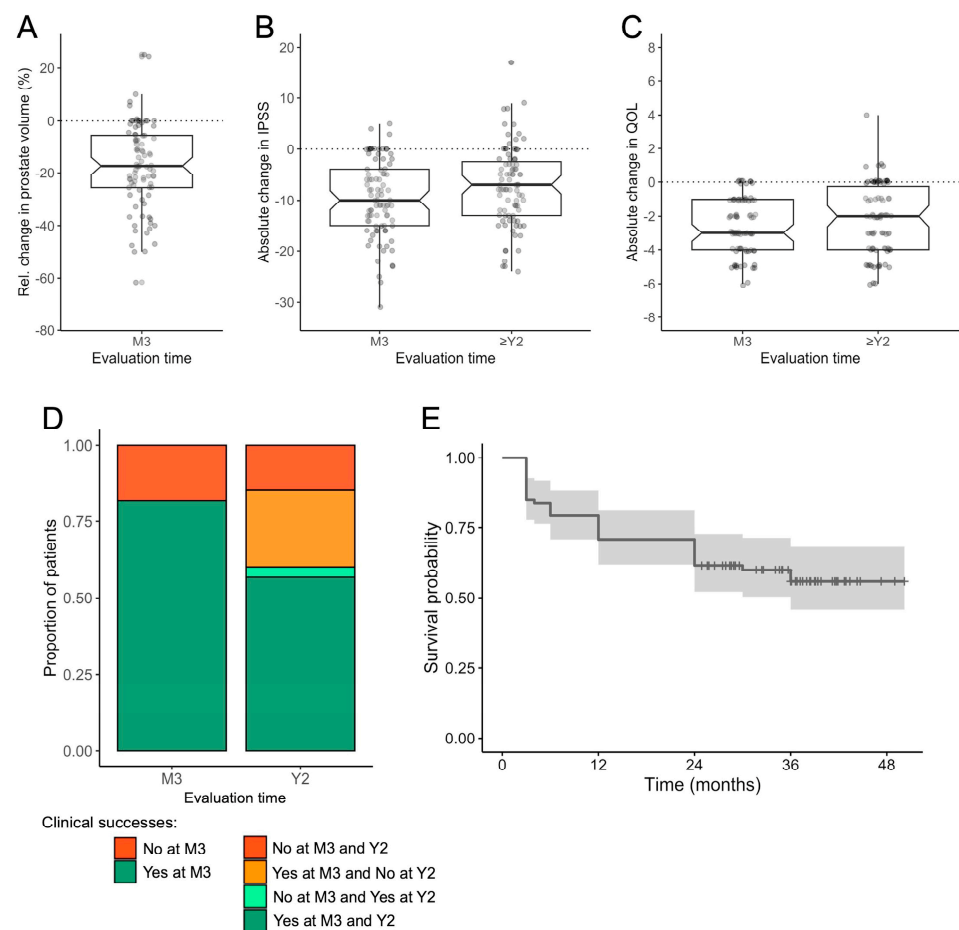 A
Rel. change in prostate volume (%)
20
0
-20
-40
-60
-80
M3
Evaluation time
B
Absolute change in IPSS
20
10
0
-10
-20
-30
M3
≥Y2
Evaluation time
C
Absolute change in QOL
8
6
4
2
0
-2
-4
-6
-8
M3
≥Y2
Evaluation time
D
Proportion of patients
1.00
0.75
0.50
0.25
0.00
M3
Y2
Evaluation time
Clinical successes:
No at M3
Yes at M3
No at M3 and Y2
Yes at M3 and No at Y2
No at M3 and Yes at Y2
Yes at M3 and Y2
E
Survival probability
1.00
0.75
0.50
0.25
0.00
0
12
24
36
48
Time (months)